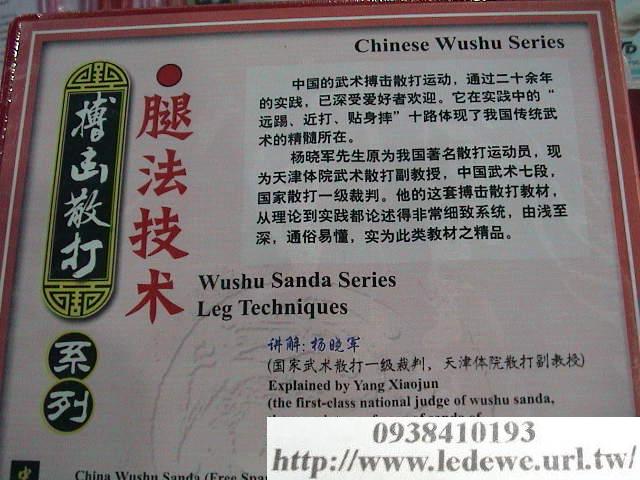 Chinese Wushu Series
搏击散打
系列
腿法技术
中国的武术搏击散打运动，通过二十余年
的实践，已深受爱好者欢迎。它在实践中的“
远踢、近打、贴身摔”十路体现了我国传统武
术的精髓所在。
杨晓军先生原为我国著名散打运动员，现
为天津体院武术散打副教授，中国武术七段，
国家散打一级裁判。他的这套搏击散打教材，
从理论到实践都论述得非常细致系统，由浅至
深，通俗易懂，实为此类教材之精品。
Wushu Sanda Series
Leg Techniques
讲解：杨晓军
(国家武术散打一级裁判，天津体院散打副教授)
Explained by Yang Xiaojun
(the first-class national judge of wushu sanda,
China Wushu Sanda (Free Spar
0938410193
http://www.ledewe.url.tw/